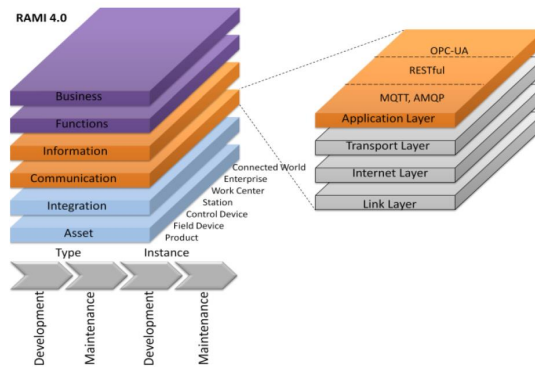 RAMI 4.0
Business
Functions
Information
Communication
Integration
Asset
Connected World
Enterprise
Work Center
Station
Control Device
Field Device
Product
Type
Instance
Development
Maintenance
Development
Maintenance
OPC-UA
RESTful
MQTT, AMQP
Application Layer
Transport Layer
Internet Layer
Link Layer